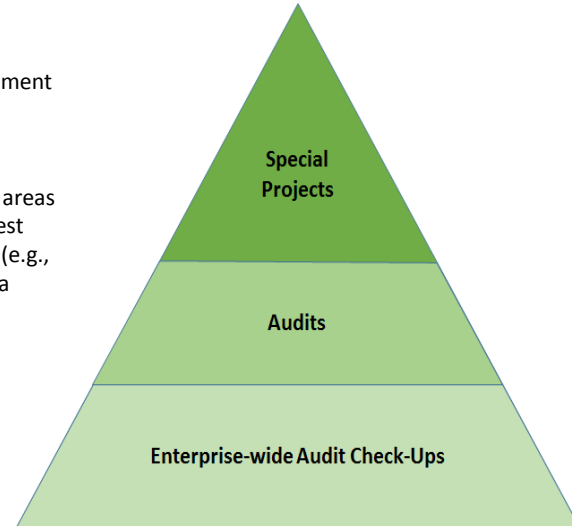 ment
areas
est
(e.g.,
a
Special
Projects
Audits
Enterprise-wide Audit Check-Ups